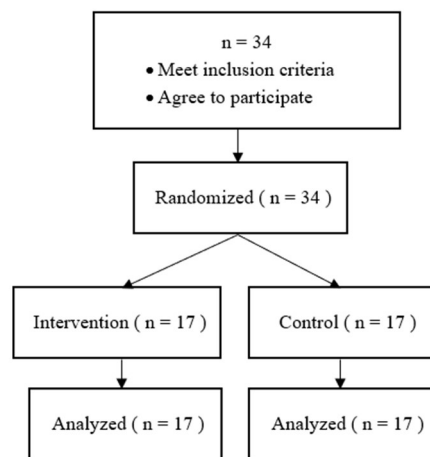 n = 34
• Meet inclusion criteria
• Agree to participate
Randomized ( n = 34 )
Intervention ( n = 17 )
Control ( n = 17 )
Analyzed ( n = 17 )
Analyzed ( n = 17 )